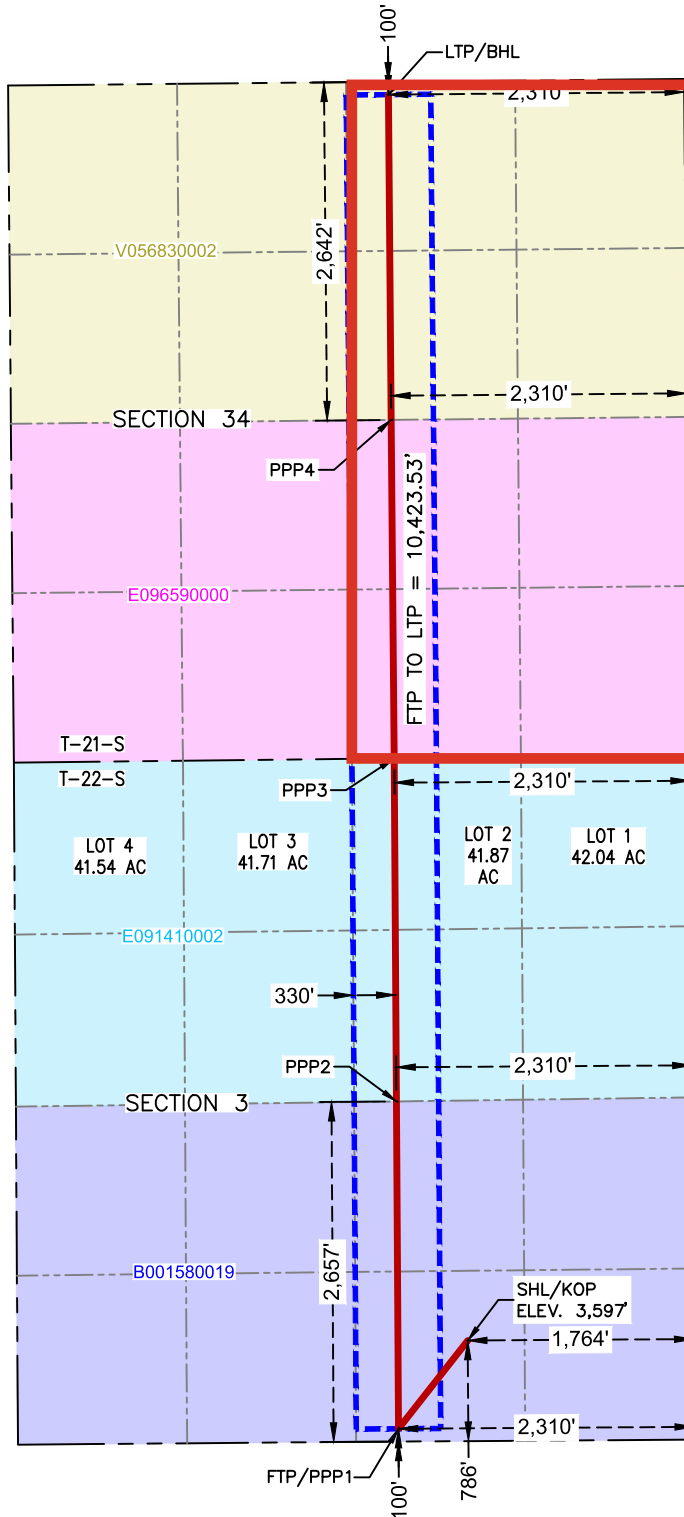 100'
LTP/BHL
2,310'
V056830002
2,642'
2,310'
SECTION 34
PPP4
FTP TO LTP = 10,423.53'
E096590000
T-21-S
T-22-S
PPP3
2,310'
LOT 4
41.54 AC
LOT 3
41.71 AC
LOT 2
41.87
AC
LOT 1
42.04 AC
E091410002
330'
PPP2
2,310'
SECTION 3
2,657'
B001580019
SHL/KOP
ELEV. 3,597'
1,764'
2,310'
FTP/PPP1
100'
786'